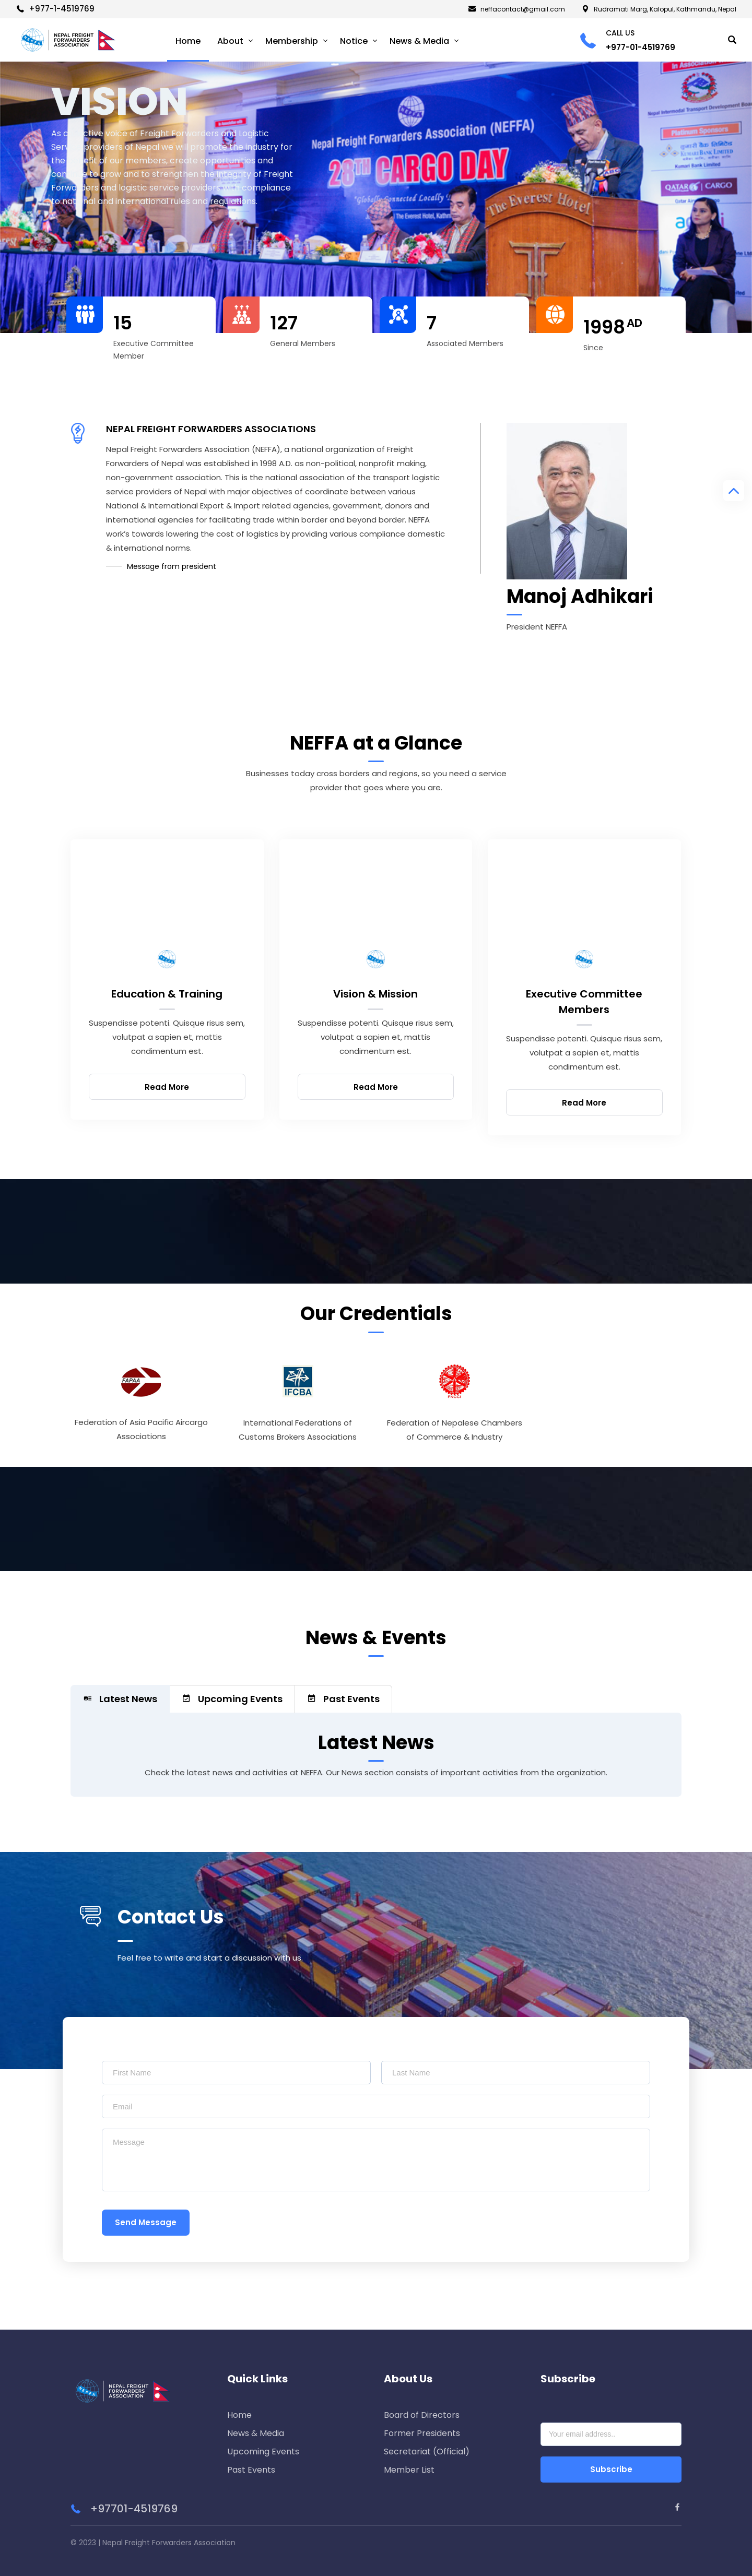 +977-1-4519769
neffacontact@gmail.com
Rudramati Marg, Kalopul, Kathmandu, Nepal
NEPAL FREIGHT
FORWARDERS
ASSOCIATION
Home
About
Membership
Notice
News & Media
CALL US
+977-01-4519769
VISION
As collective voice of Freight Forwarders and Logistic
Service providers of Nepal we will promote the industry for
the benefit of our members, create opportunities and
continue to grow and to strengthen the integrity of Freight
Forwarders and logistic service providers with compliance
to national and international rules and regulations.
Nepal Freight Forwarders Association (NEFFA)
28TH CARGO DAY
"Globally Connected Locally
The Everest Hotel, Kathmandu
The Everest Hotel
In Association
Nepal Intermodal Transport Development
Platinum Sponsors
Kumari Bank Limited
QATAR CARGO
15
Executive Committee
Member
127
General Members
7
Associated Members
1998 AD
Since
NEPAL FREIGHT FORWARDERS ASSOCIATIONS
Nepal Freight Forwarders Association (NEFFA), a national organization of Freight
Forwarders of Nepal was established in 1998 A.D. as non-political, nonprofit making,
non-government association. This is the national association of the transport logistic
service providers of Nepal with major objectives of coordinate between various
National & International Export & Import related agencies, government, donors and
international agencies for facilitating trade within border and beyond border. NEFFA
work's towards lowering the cost of logistics by providing various compliance domestic
& international norms.
Message from president
Manoj Adhikari
President NEFFA
NEFFA at a Glance
Businesses today cross borders and regions, so you need a service
provider that goes where you are.
Education & Training
Suspendisse potenti. Quisque risus sem,
volutpat a sapien et, mattis
condimentum est.
Read More
Vision & Mission
Suspendisse potenti. Quisque risus sem,
volutpat a sapien et, mattis
condimentum est.
Read More
Executive Committee
Members
Suspendisse potenti. Quisque risus sem,
volutpat a sapien et, mattis
condimentum est.
Read More
Our Credentials
FAPAA
Federation of Asia Pacific Aircargo
Associations
IFCBA
International Federations of
Customs Brokers Associations
Federation of Nepalese Chambers
of Commerce & Industry
News & Events
Latest News
Upcoming Events
Past Events
Latest News
Check the latest news and activities at NEFFA. Our News section consists of important activities from the organization.
Contact Us
Feel free to write and start a discussion with us.
First Name
Last Name
Email
Message
Send Message
NEPAL FREIGHT
FORWARDERS
ASSOCIATION
Quick Links
Home
News & Media
Upcoming Events
Past Events
About Us
Board of Directors
Former Presidents
Secretariat (Official)
Member List
Subscribe
Your email address..
Subscribe
+97701-4519769
© 2023 | Nepal Freight Forwarders Association